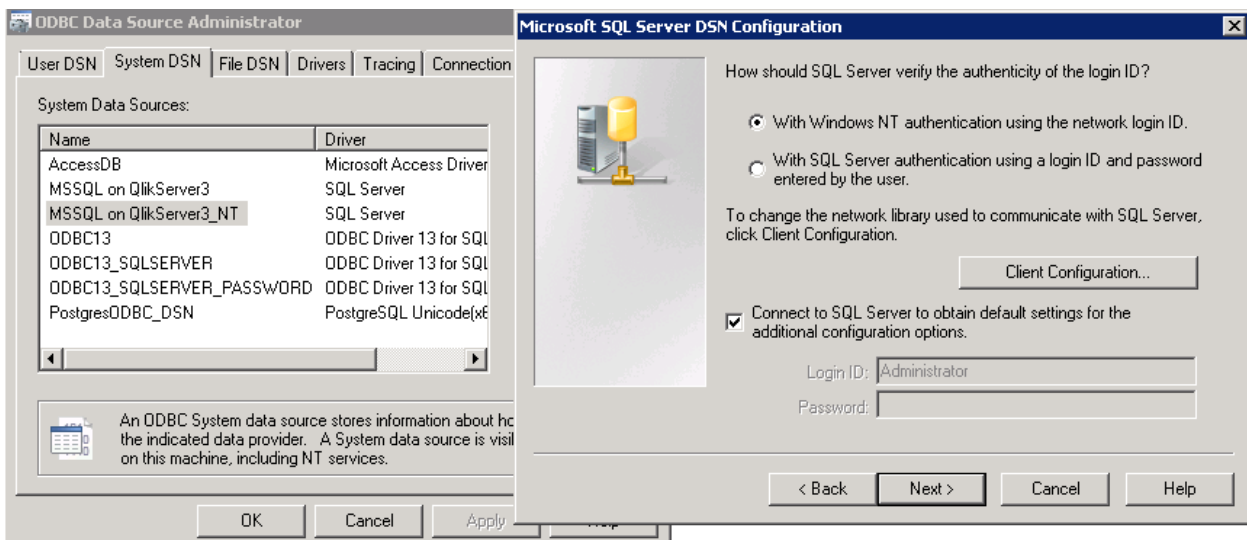 ODBC Data Source Administrator
User DSN System DSN File DSN Drivers Tracing Connection
System Data Sources:
Name Driver
AccessDB Microsoft Access Driver
MSSQL on QlikServer3 SQL Server
MSSQL on QlikServer3_NT SQL Server
ODBC13 ODBC Driver 13 for SQL
ODBC13_SQLSERVER ODBC Driver 13 for SQL
ODBC13_SQLSERVER_PASSWORD ODBC Driver 13 for SQL
PostgresODBC_DSN PostgreSQL Unicode(x6
An ODBC System data source stores information about ho
the indicated data provider. A System data source is visil
on this machine, including NT services.
OK Cancel Apply
Microsoft SQL Server DSN Configuration
How should SQL Server verify the authenticity of the login ID?
With Windows NT authentication using the network login ID.
With SQL Server authentication using a login ID and password
entered by the user.
To change the network library used to communicate with SQL Server,
click Client Configuration.
Client Configuration...
Connect to SQL Server to obtain default settings for the
additional configuration options.
Login ID: Administrator
Password:
< Back Next > Cancel Help